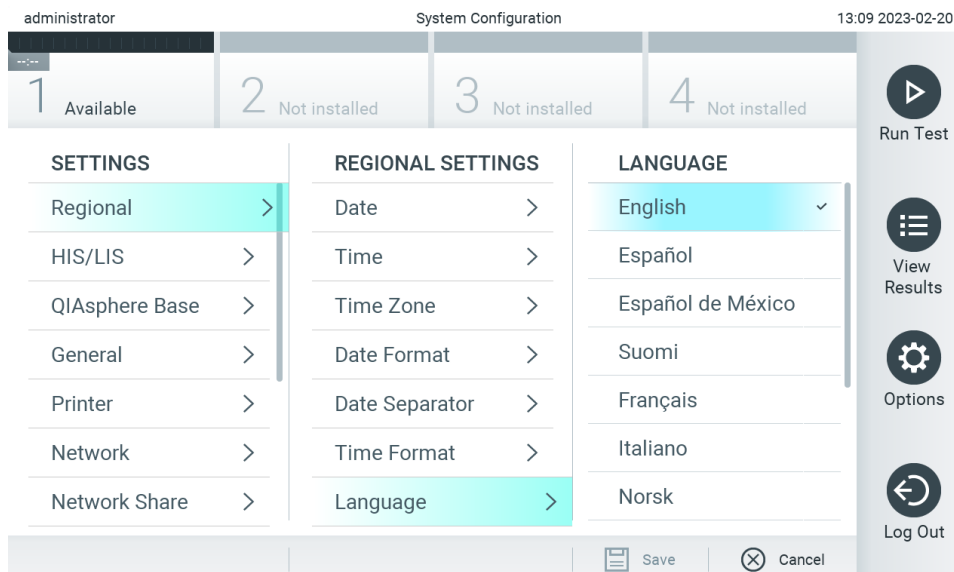 administrator
System Configuration
13:09 2023-02-20
--:--
1 Available
2 Not installed
3 Not installed
4 Not installed
Run Test
View
Results
Options
Log Out
SETTINGS
Regional
HIS/LIS
QIAsphere Base
General
Printer
Network
Network Share
REGIONAL SETTINGS
Date
Time
Time Zone
Date Format
Date Separator
Time Format
Language
LANGUAGE
English
Español
Español de México
Suomi
Français
Italiano
Norsk
Save
Cancel